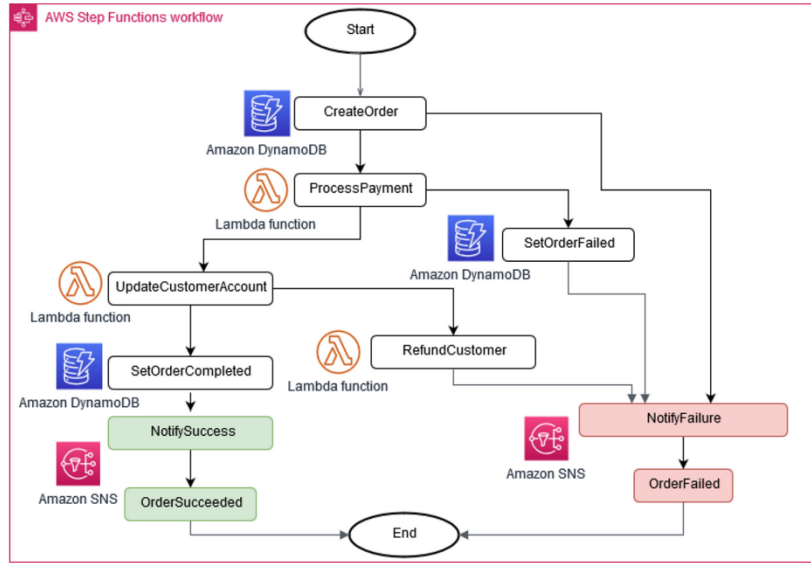 AWS Step Functions workflow
Start
CreateOrder
Amazon DynamoDB
ProcessPayment
Lambda function
SetOrderFailed
Amazon DynamoDB
UpdateCustomerAccount
Lambda function
RefundCustomer
Lambda function
SetOrderCompleted
Amazon DynamoDB
NotifySuccess
NotifyFailure
Amazon SNS
Amazon SNS
OrderSucceeded
OrderFailed
End